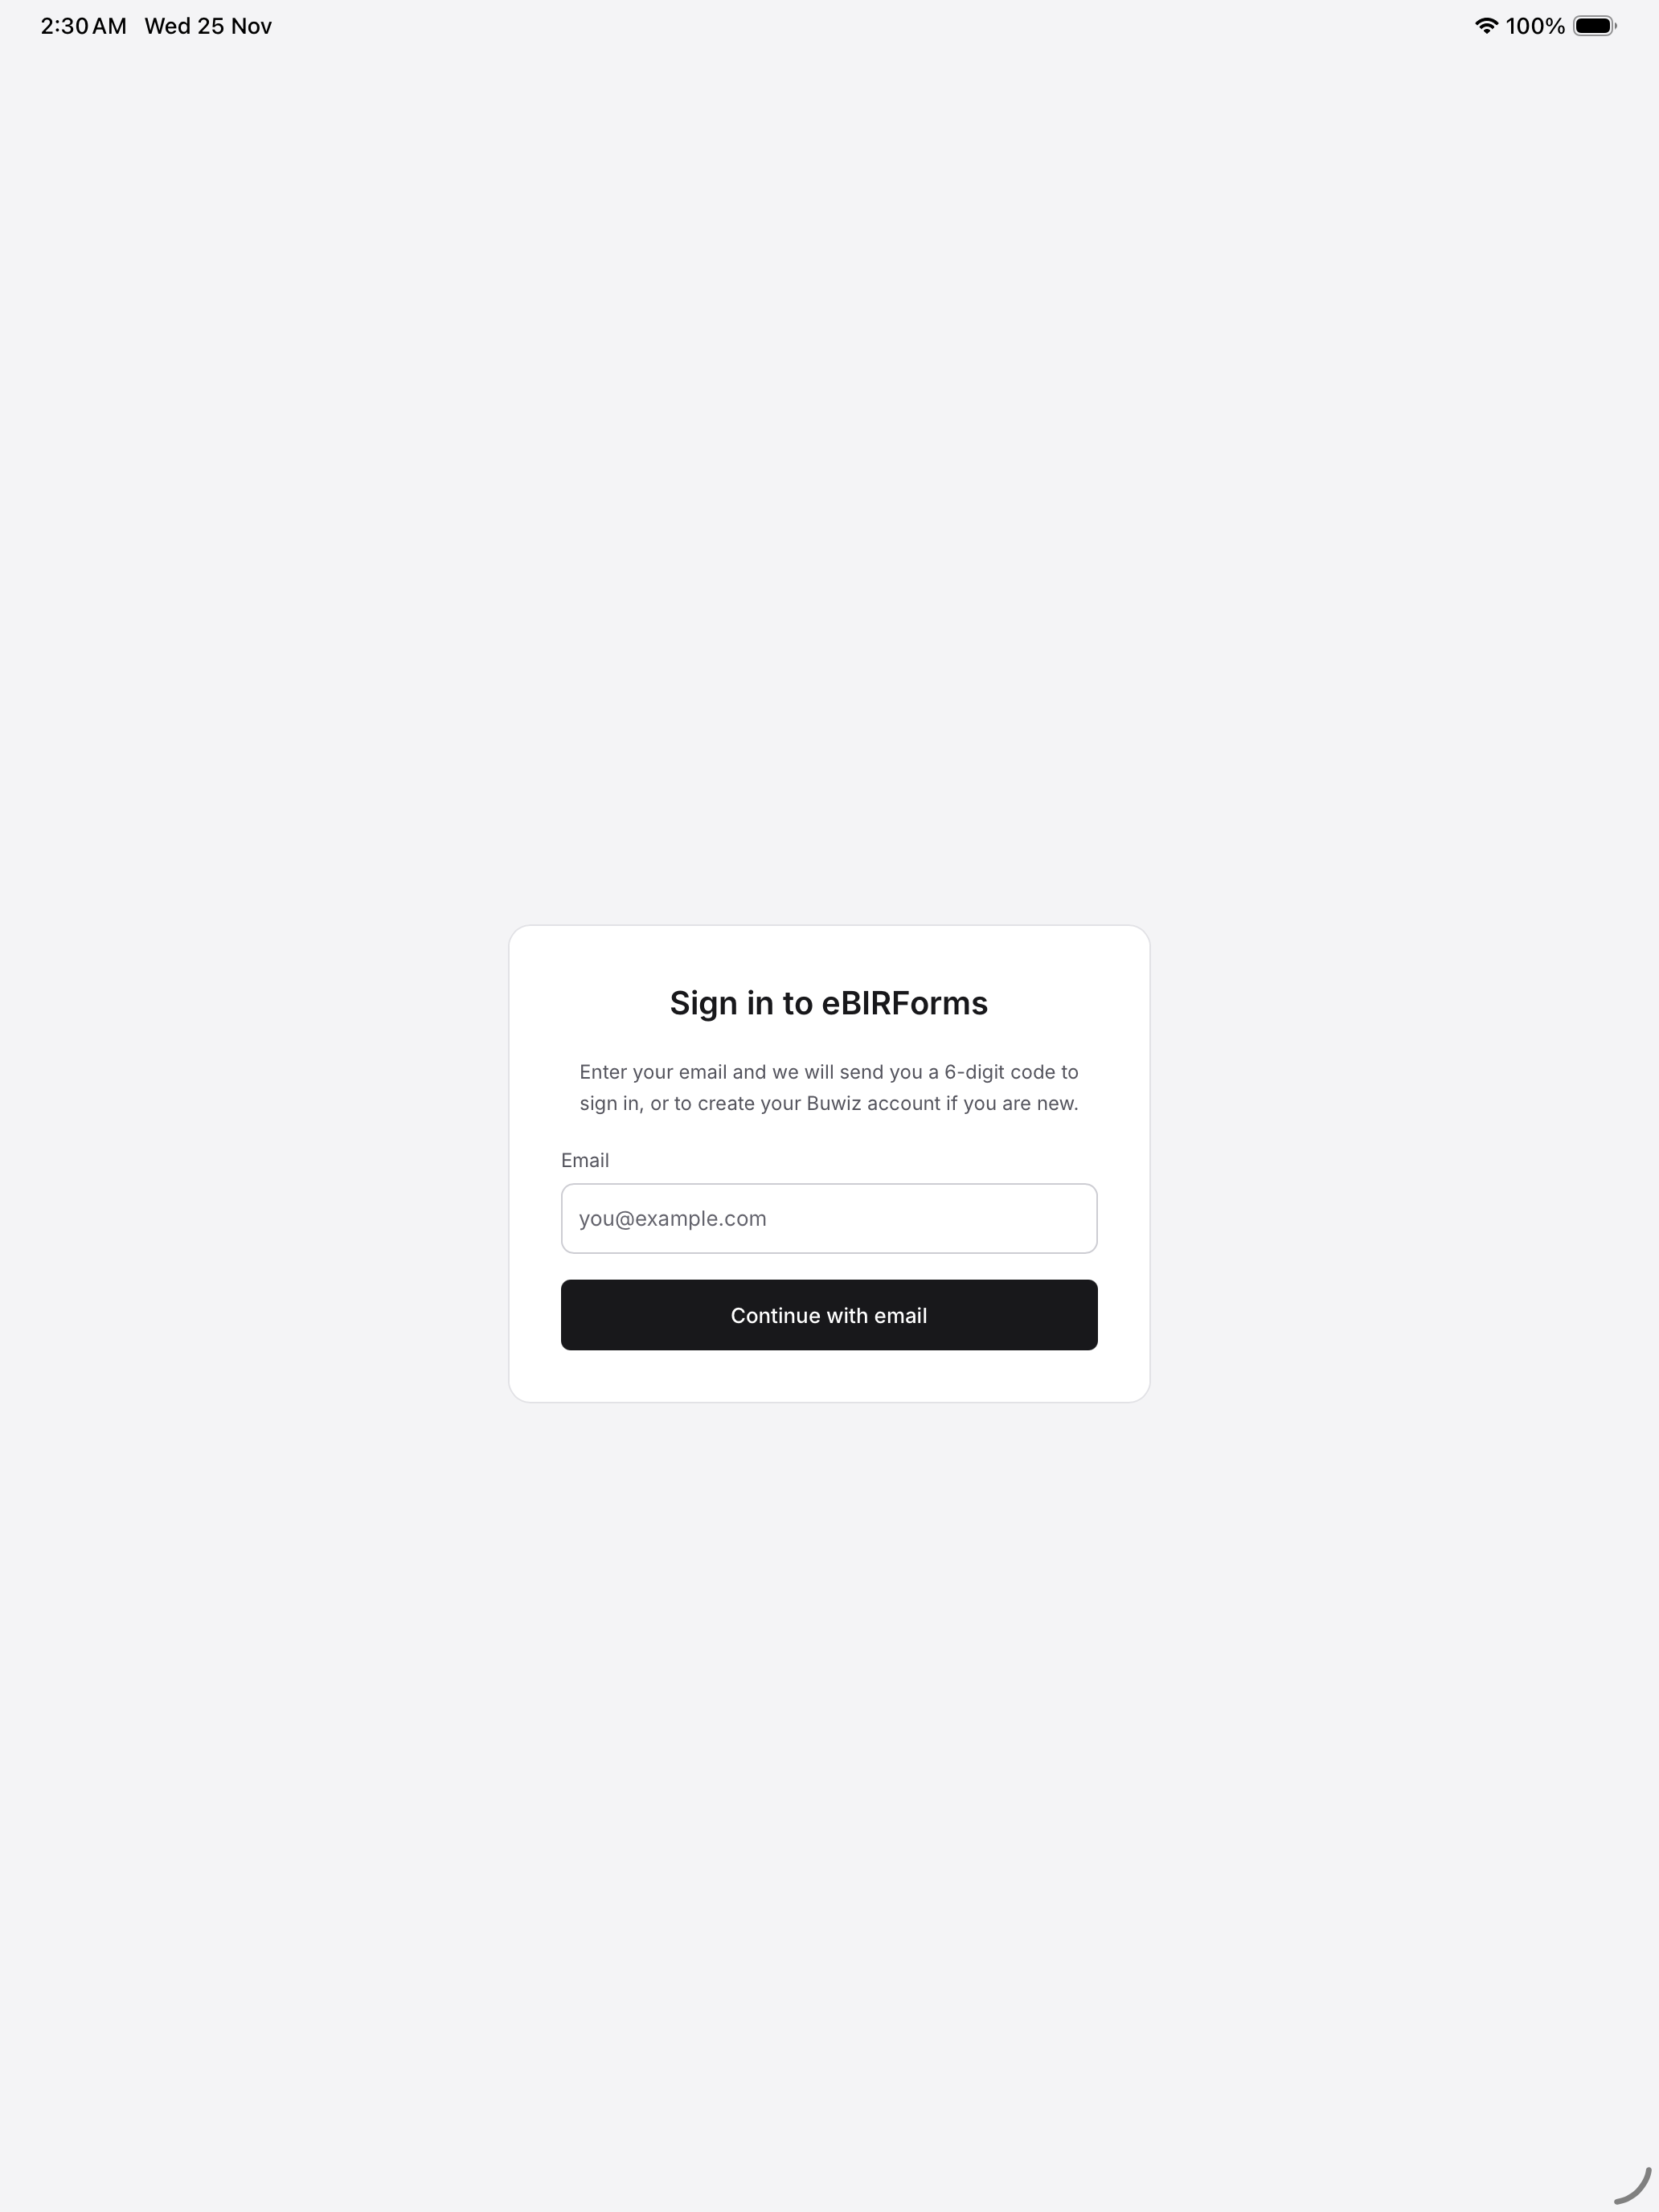 2:30 AM Wed 25 Nov
100%
Sign in to eBIRForms
Enter your email and we will send you a 6-digit code to
sign in, or to create your Buwiz account if you are new.
Email
you@example.com
Continue with email